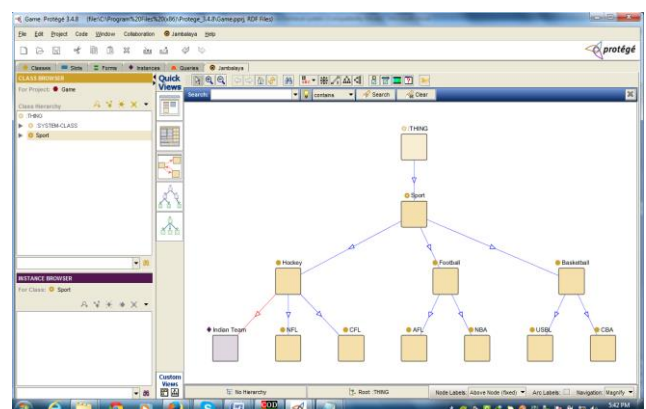 Game Protégé 3.4.8 (file:\C:\Program%20Files%20(x86)\Protege_3.4.8\Game.pprj, RDF Files)
File Edit Project Code Window Collaboration Jambalaya Help
protégé
Classes Slots Forms Instances Queries Jambalaya
CLASS BROWSER
For Project: Game
Class Hierarchy
:THING
:SYSTEM-CLASS
Sport
INSTANCE BROWSER
For Class: Sport
Quick Views
Custom Views
Search: contains Search Clear
:THING
Sport
Hockey Football Basketball
Indian Team NFL CFL AFL NBA USBL CBA
No Hierarchy Root: :THING Node Labels: Above Node (fixed) Arc Labels: Navigation: Magnify
5:42 PM